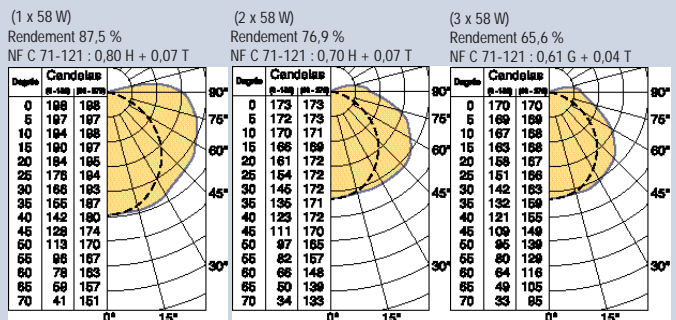 (1 x 58 W)
Rendement 87,5 %
NF C 71-121 : 0,80 H + 0,07 T
Degrés Candelas
0 198 198
5 197 197
10 194 198
15 190 197
20 184 195
25 176 194
30 166 193
35 155 187
40 142 180
45 128 174
50 113 170
55 96 167
60 78 163
65 59 157
70 41 151
90°
75°
60°
45°
30°
0° 15°
(2 x 58 W)
Rendement 76,9 %
NF C 71-121 : 0,70 H + 0,07 T
Degrés Candelas
0 173 173
5 172 173
10 170 171
15 166 169
20 161 172
25 154 172
30 145 172
35 135 171
40 123 172
45 111 170
50 97 165
55 82 157
60 66 148
65 50 139
70 34 133
90°
75°
60°
45°
30°
0° 15°
(3 x 58 W)
Rendement 65,6 %
NF C 71-121 : 0,61 G + 0,04 T
Degrés Candelas
0 170 170
5 169 169
10 167 168
15 163 168
20 158 167
25 151 166
30 142 163
35 132 159
40 121 155
45 109 149
50 95 139
55 80 129
60 64 116
65 49 105
70 33 95
90°
75°
60°
45°
30°
0° 15°